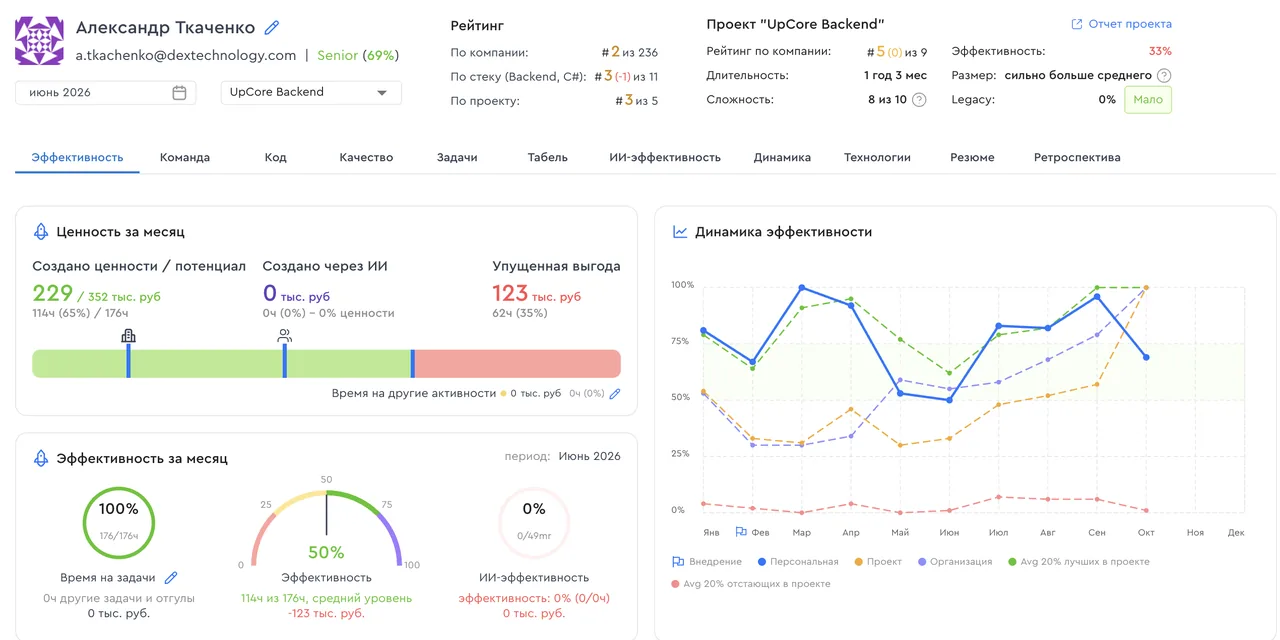 Александр Ткаченко
a.tkachenko@dextechnology.com | Senior (69%)
июнь 2026
UpCore Backend
Рейтинг
По компании: #2 из 236
По стеку (Backend, C#): #3 (-1) из 11
По проекту: #3 из 5
Проект "UpCore Backend"
Отчет проекта
Рейтинг по компании: #5 (0) из 9
Эффективность: 33%
Длительность: 1 год 3 мес
Размер: сильно больше среднего ?
Сложность: 8 из 10 ?
Legacy: 0% Мало
Эффективность Команда Код Качество Задачи Табель ИИ-эффективность Динамика Технологии Резюме Ретроспектива
Ценность за месяц
Создано ценности / потенциал
229 / 352 тыс. руб
114ч (65%) / 176ч
Создано через ИИ
0 тыс. руб
0ч (0%) – 0% ценности
Упущенная выгода
123 тыс. руб
62ч (35%)
Время на другие активности 0 тыс. руб 0ч (0%)
Эффективность за месяц
период: Июнь 2026
100%
176/176ч
Время на задачи
0ч другие задачи и отгулы
0 тыс. руб.
0 25 50 75 100
50%
Эффективность
114ч из 176ч, средний уровень
-123 тыс. руб.
0%
0/49mr
ИИ-эффективность
эффективность: 0% (0/0ч)
0 тыс. руб.
Динамика эффективности
100%
75%
50%
25%
0%
Янв Фев Мар Апр Май Июн Июл Авг Сен Окт Ноя Дек
Внедрение Персональная Проект Организация Avg 20% лучших в проекте
Avg 20% отстающих в проекте